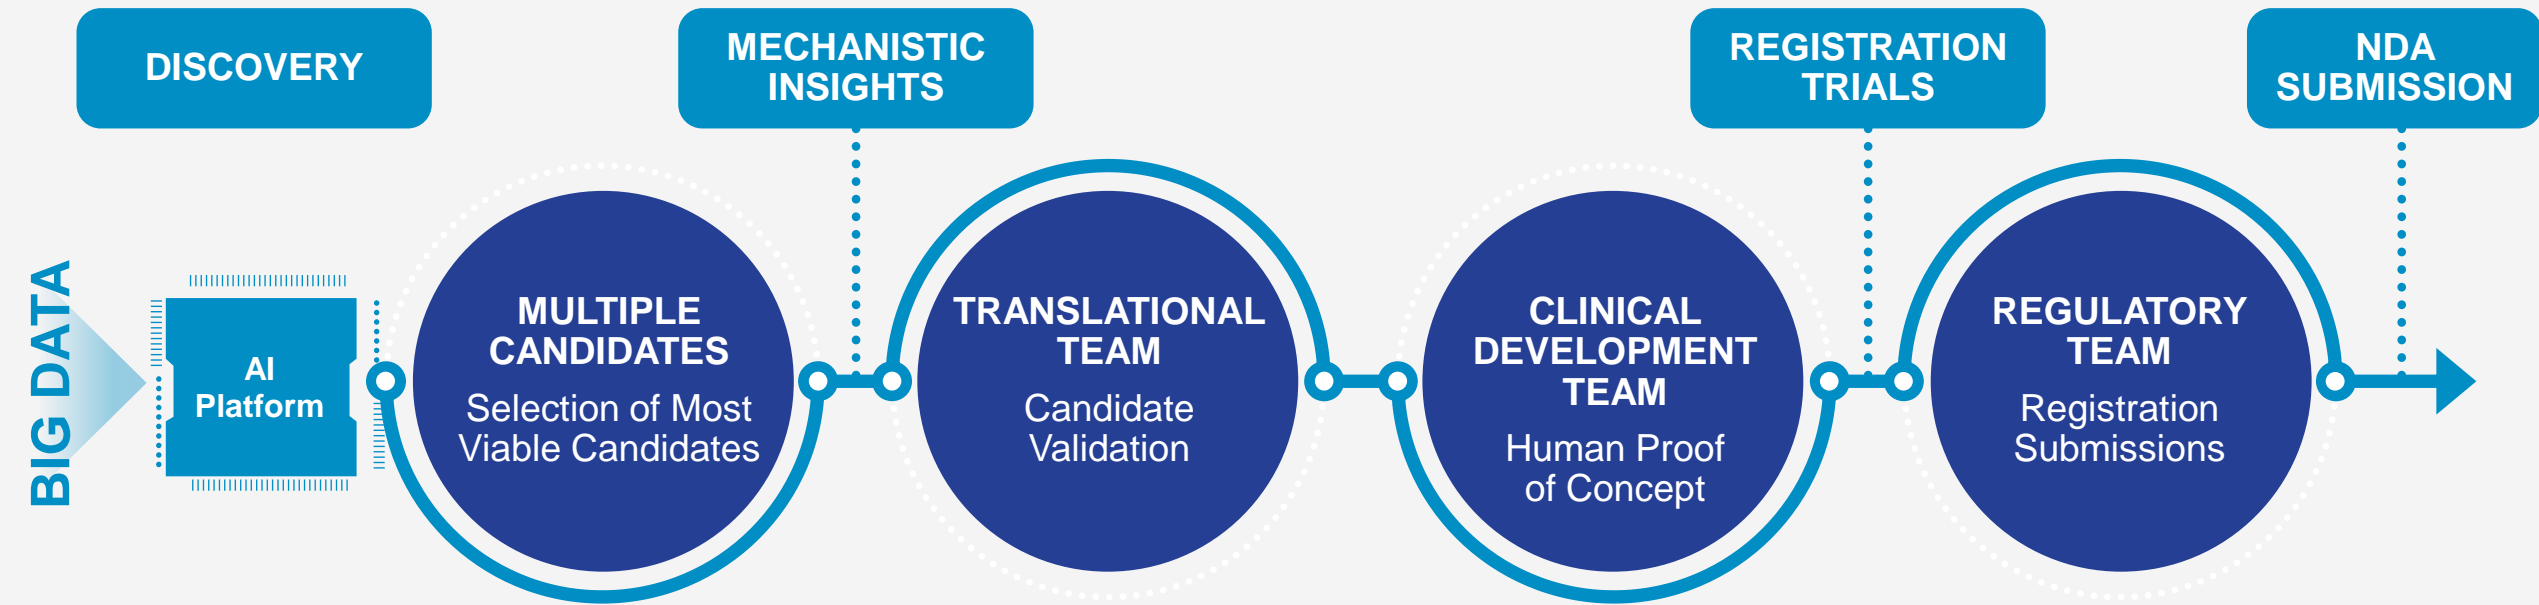 DISCOVERY
MECHANISTIC
INSIGHTS
REGISTRATION
TRIALS
NDA
SUBMISSION
BIG DATA
AI
Platform
MULTIPLE
CANDIDATES
Selection of Most
Viable Candidates
TRANSLATIONAL
TEAM
Candidate
Validation
CLINICAL
DEVELOPMENT
TEAM
Human Proof
of Concept
REGULATORY
TEAM
Registration
Submissions